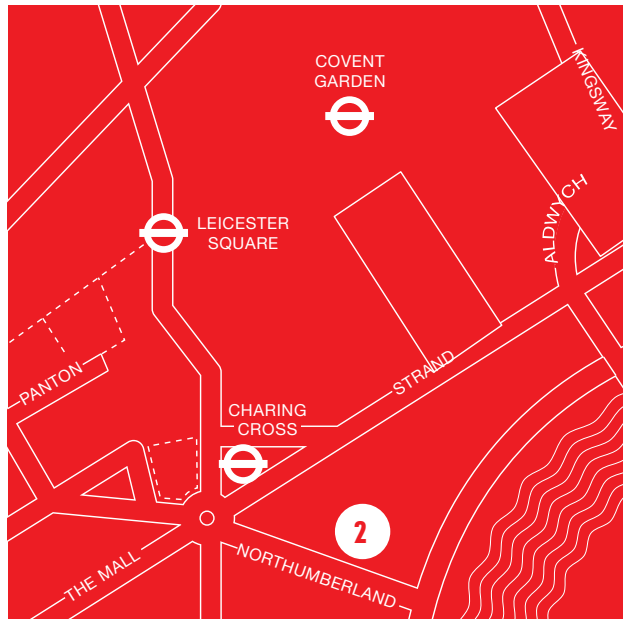 COVENT
GARDEN
KINGSWAY
ALDWYCH
LEICESTER
SQUARE
PANTON
STRAND
CHARING
CROSS
2
THE MALL
NORTHUMBERLAND